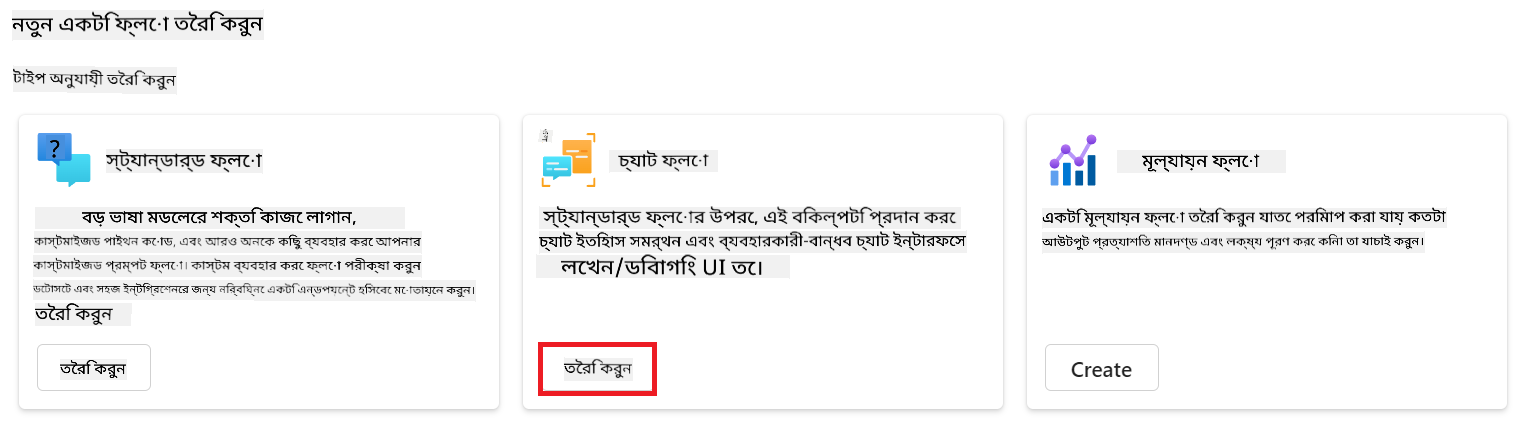 নতুন একটি ফ্লো তৈরি করুন
টাইপ অনুযায়ী তৈরি করুন
?
স্ট্যান্ডার্ড ফ্লো
বড় ভাষা মডেলের শক্তি কাজে লাগান,
কাস্টমাইজড পাইথন কোড, এবং আরও অনেক কিছু ব্যবহার করে আপনার
কাস্টমাইজড প্রম্পট ফ্লো। কাস্টম ব্যবহার করে ফ্লো পরীক্ষা করুন
ডেটাসেট এবং সহজ ইন্টিগ্রেশনের জন্য নির্বিঘ্নে একটি এন্ডপয়েন্ট হিসেবে মোতায়েন করুন।
তৈরি করুন
তৈরি করুন
চ্যাট ফ্লো
স্ট্যান্ডার্ড ফ্লোর উপরে, এই বিকল্পটি প্রদান করে
চ্যাট ইতিহাস সমর্থন এবং ব্যবহারকারী-বান্ধব চ্যাট ইন্টারফেস
লেখেন/ডিবাগিং UI তে।
তৈরি করুন
মূল্যায়ন ফ্লো
একটি মূল্যায়ন ফ্লো তৈরি করুন যাতে পরিমাপ করা যায় কতটা
আউটপুট প্রত্যাশিত মানদণ্ড এবং লক্ষ্য পূরণ করে কিনা তা যাচাই করুন।
Create